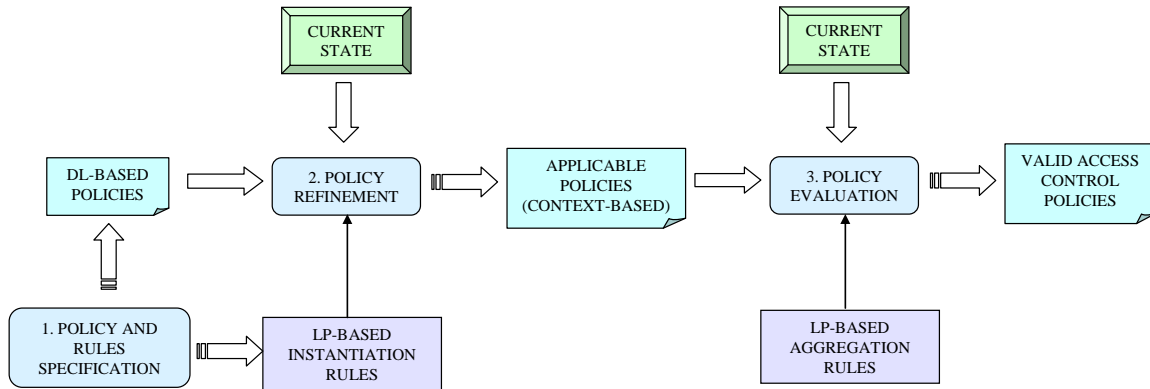 CURRENT
STATE
CURRENT
STATE
DL-BASED
POLICIES
2. POLICY
REFINEMENT
APPLICABLE
POLICIES
(CONTEXT-BASED)
3. POLICY
EVALUATION
VALID ACCESS
CONTROL
POLICIES
1. POLICY AND
RULES
SPECIFICATION
LP-BASED
INSTANTIATION
RULES
LP-BASED
AGGREGATION
RULES